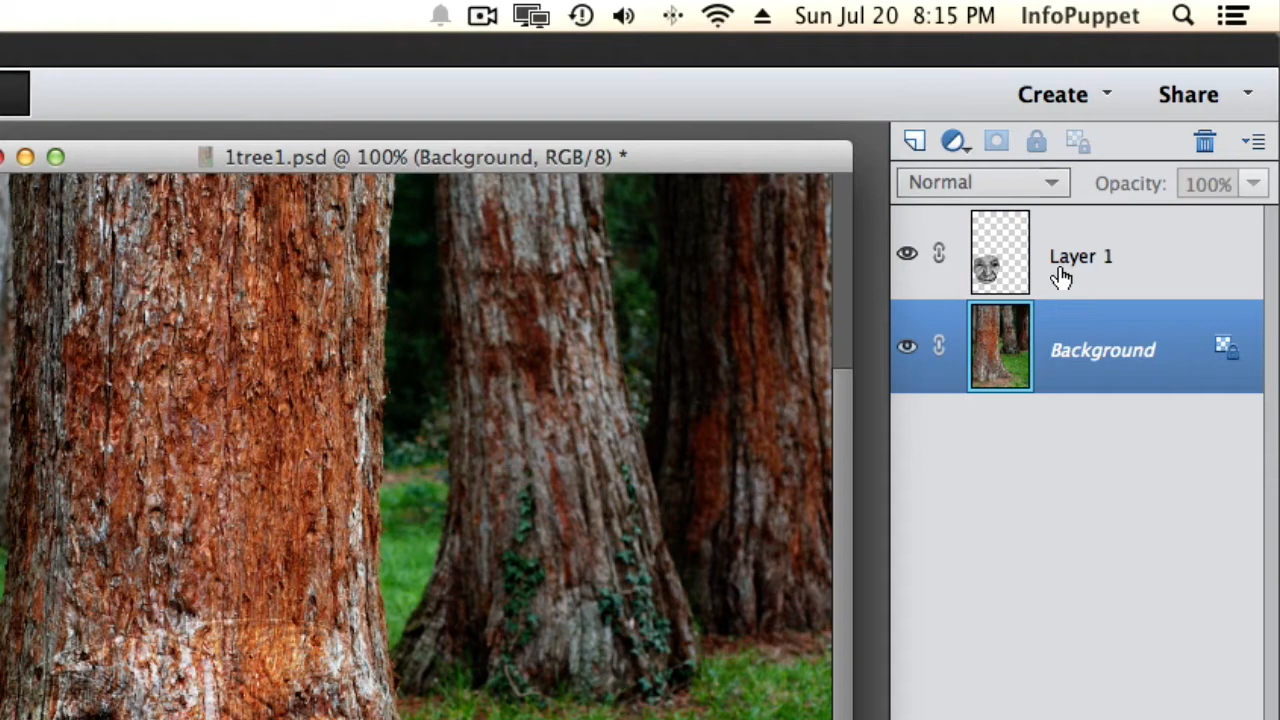 Sun Jul 20 8:15 PM InfoPuppet
Create Share
1tree1.psd @ 100% (Background, RGB/8) *
Normal Opacity: 100%
Layer 1
Background